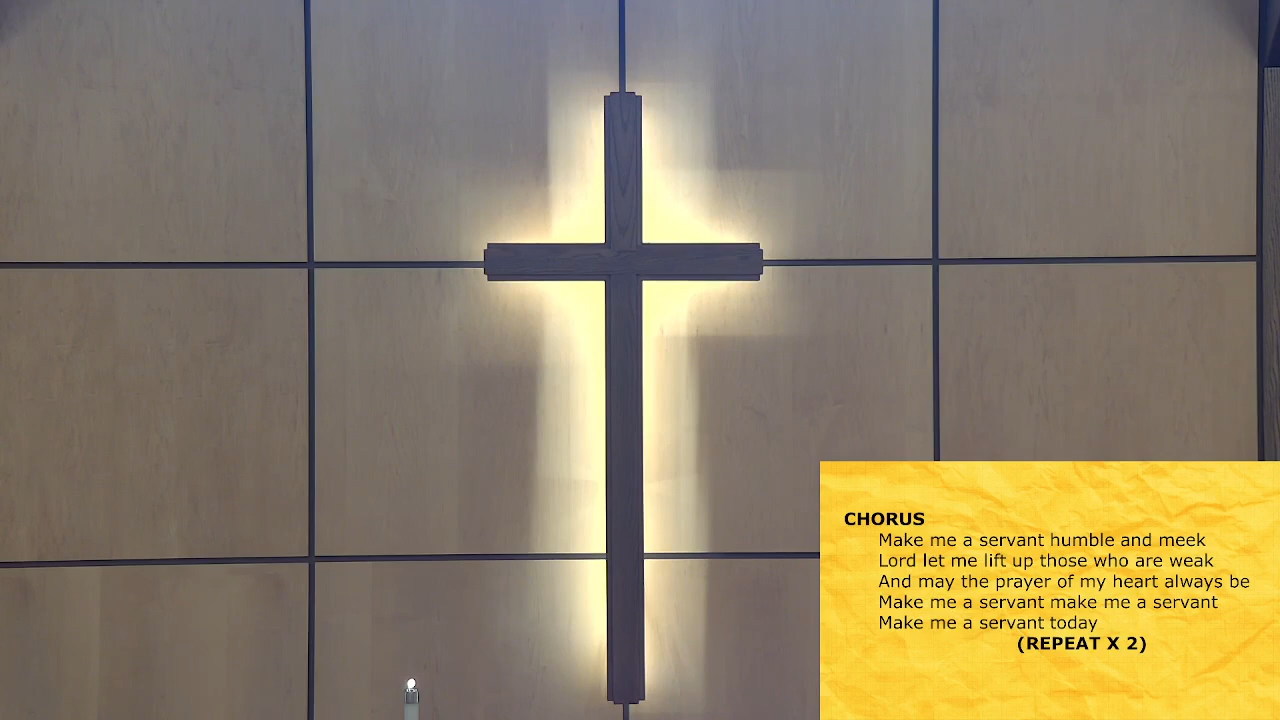 CHORUS
Make me a servant humble and meek
Lord let me lift up those who are weak
And may the prayer of my heart always be
Make me a servant make me a servant
Make me a servant today
(REPEAT X 2)